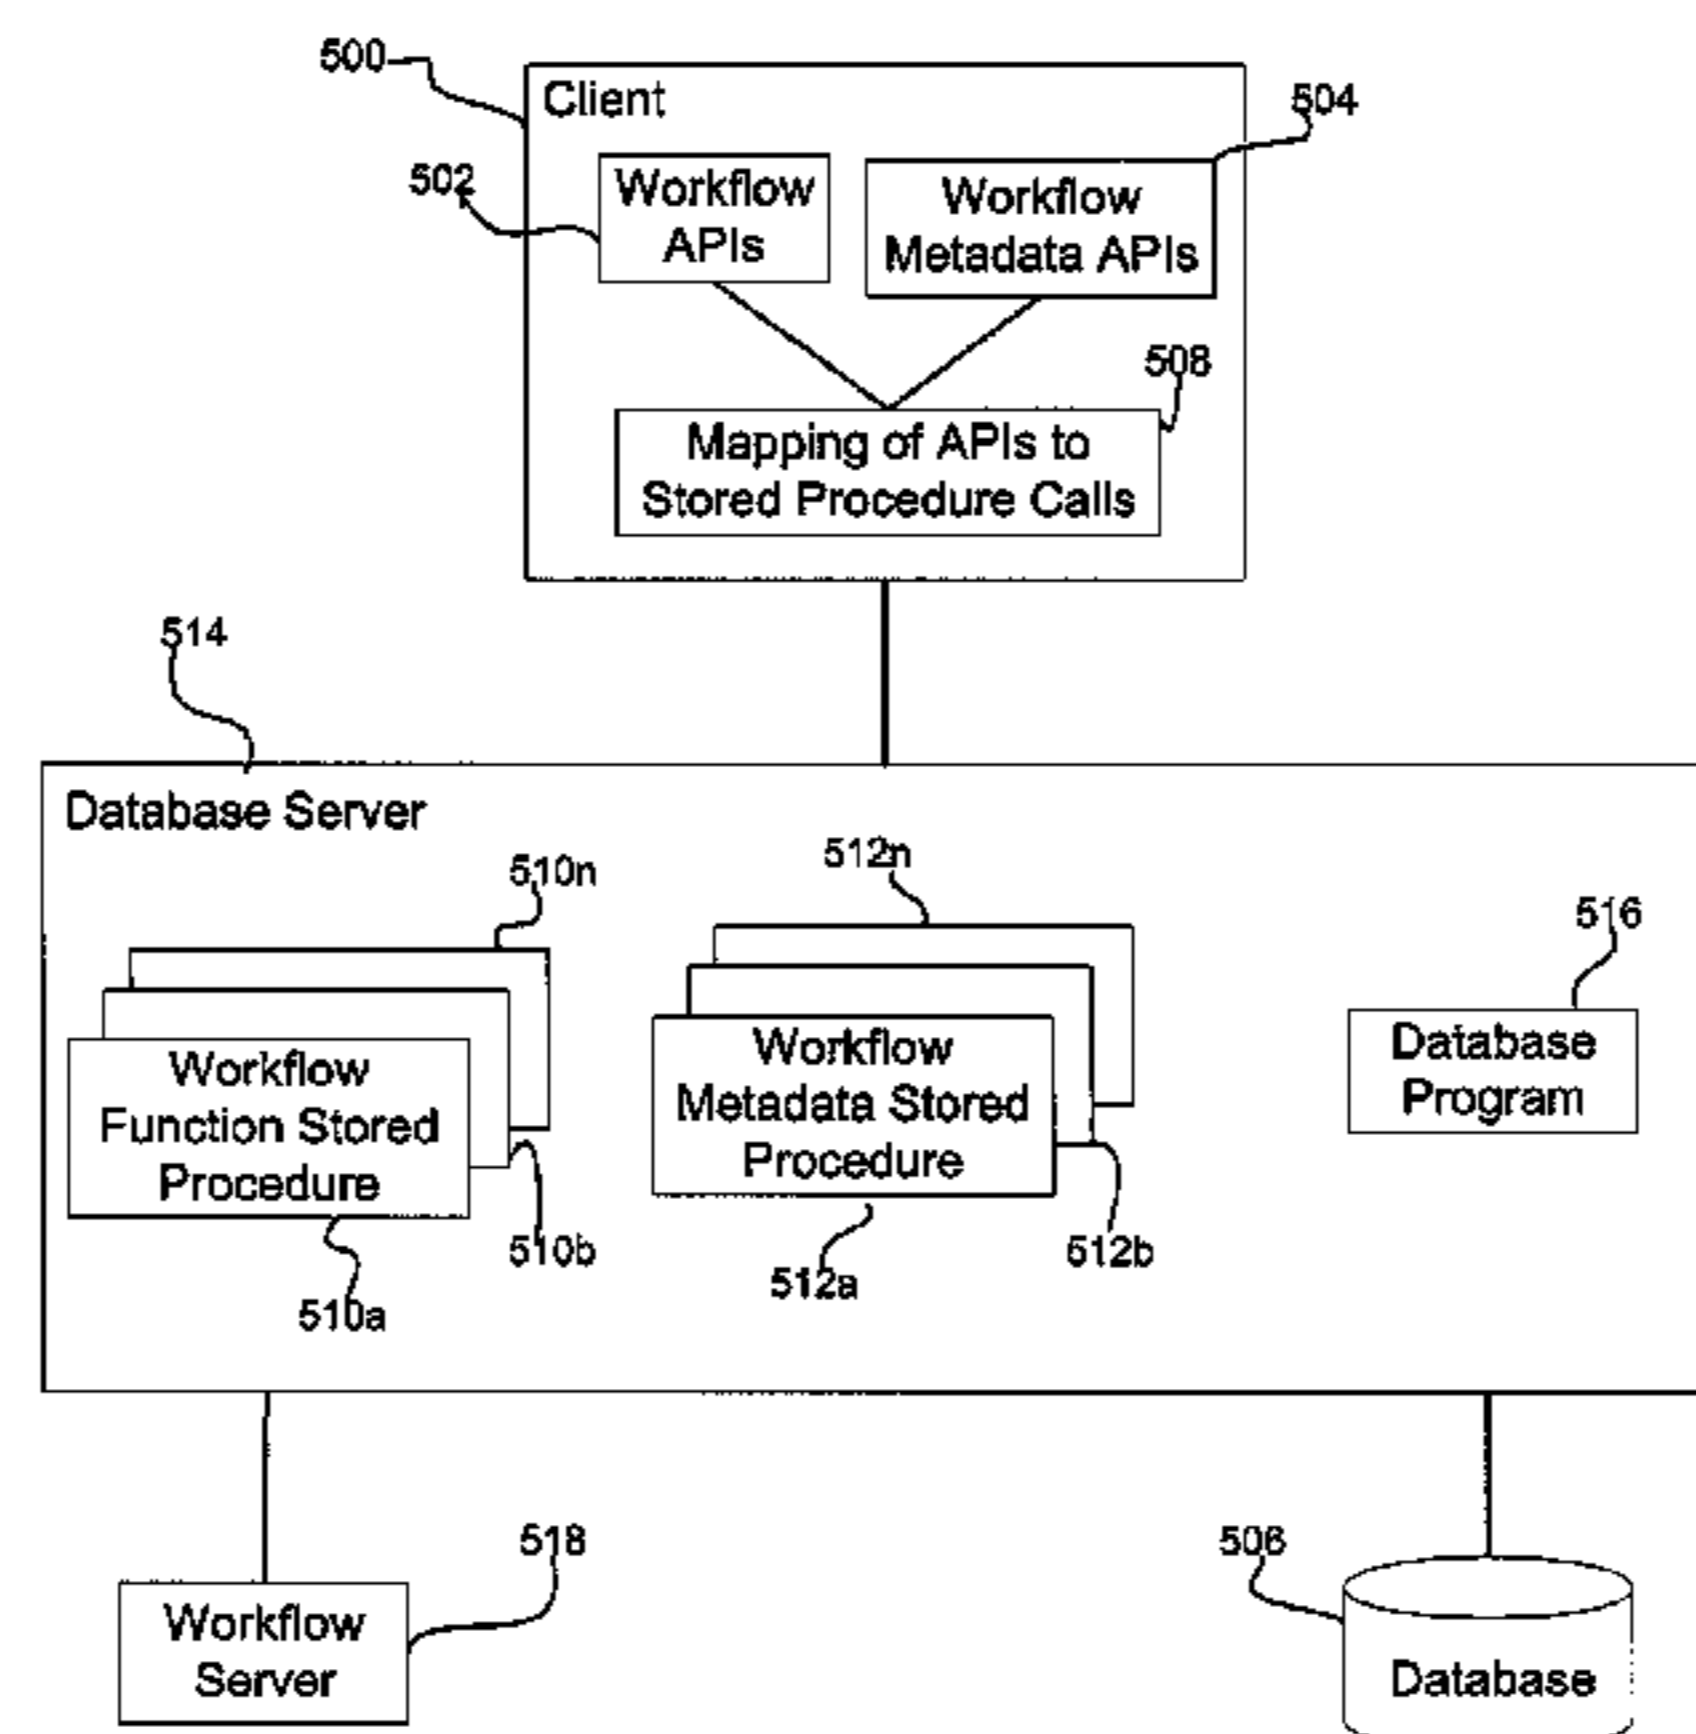 500
Client
504
502
Workflow
APIs
Workflow
Metadata APIs
508
Mapping of APIs to
Stored Procedure Calls
514
Database Server
510n
512n
516
Workflow
Function Stored
Procedure
Workflow
Metadata Stored
Procedure
Database
Program
510b
512b
512a
510a
518
506
Workflow
Server
Database